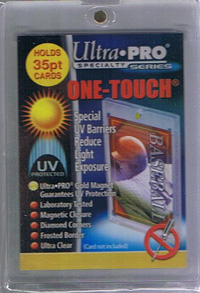 HOLDS
35pt
CARDS
Ultra•PRO®
SPECIALTY SERIES
ONE-TOUCH®
Special
UV Barriers
Reduce
Light
Exposure
UV
PROTECTED
BASEBALL
Ultra•PRO® Gold Magnet
Guarantees UV Protection
Laboratory Tested
Magnetic Closure
Diamond Corners
Frosted Border
Ultra Clear
(Card not included)